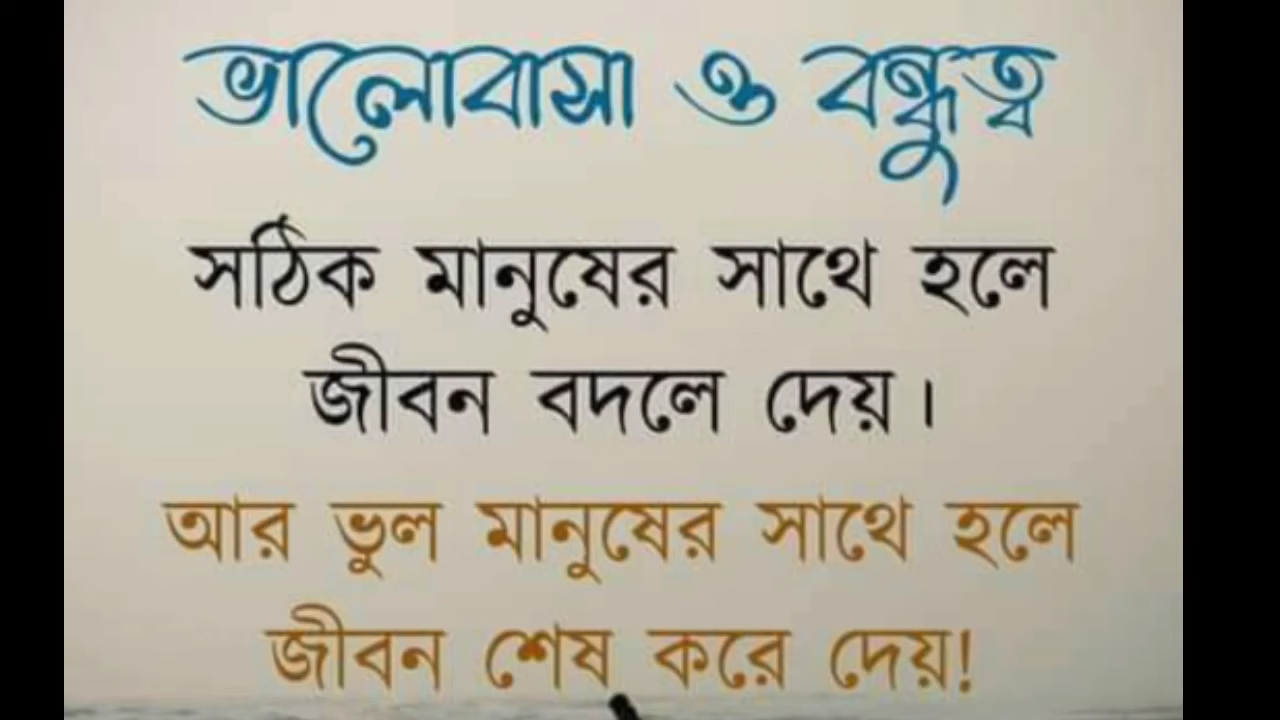 ভালোবাসা ও বন্ধুত্ব
সঠিক মানুষের সাথে হলে
জীবন বদলে দেয়।
আর ভুল মানুষের সাথে হলে
জীবন শেষ করে দেয়!